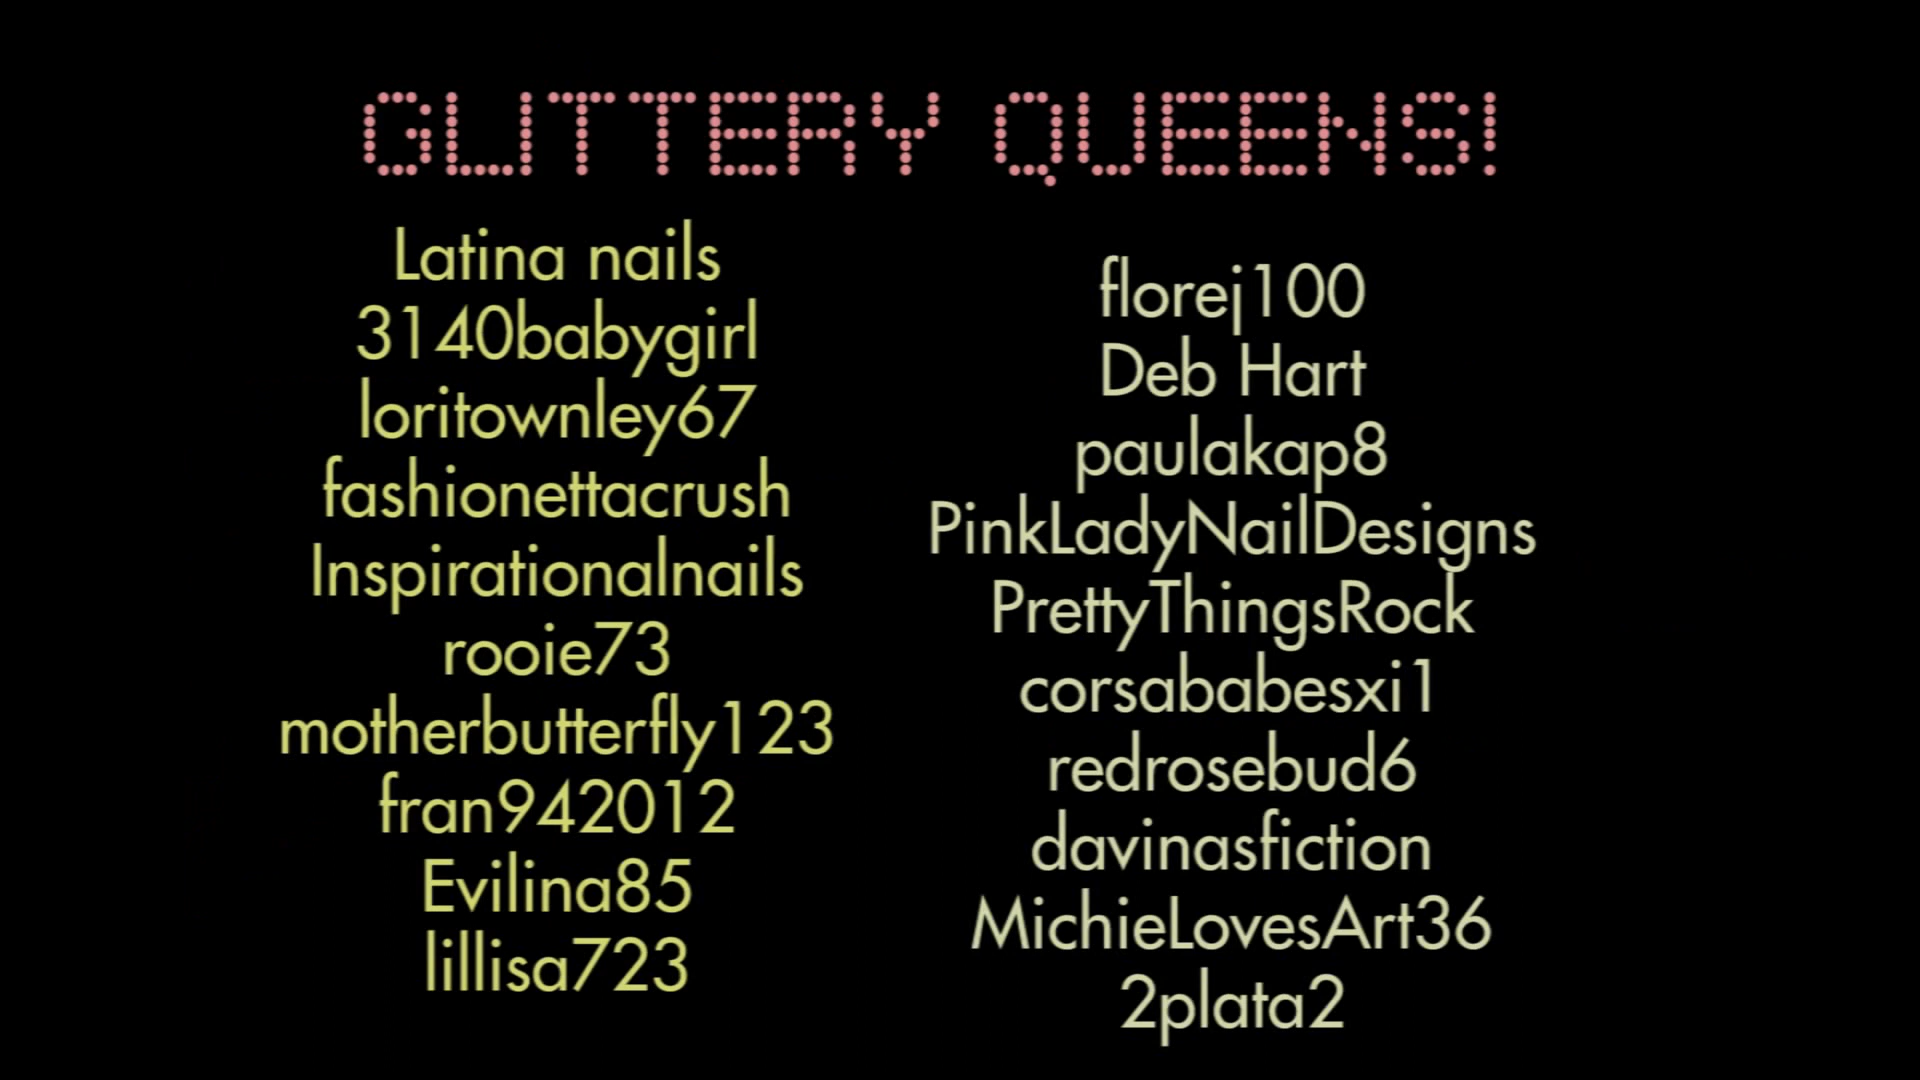 GLITTERY QUEENS!
Latina nails
3140babygirl
loritownley67
fashionettacrush
Inspirationalnails
rooie73
motherbutterfly123
fran942012
Evilina85
lillisa723
florej100
Deb Hart
paulakap8
PinkLadyNailDesigns
PrettyThingsRock
corsababesxi1
redrosebud6
davinasfiction
MichieLovesArt36
2plata2